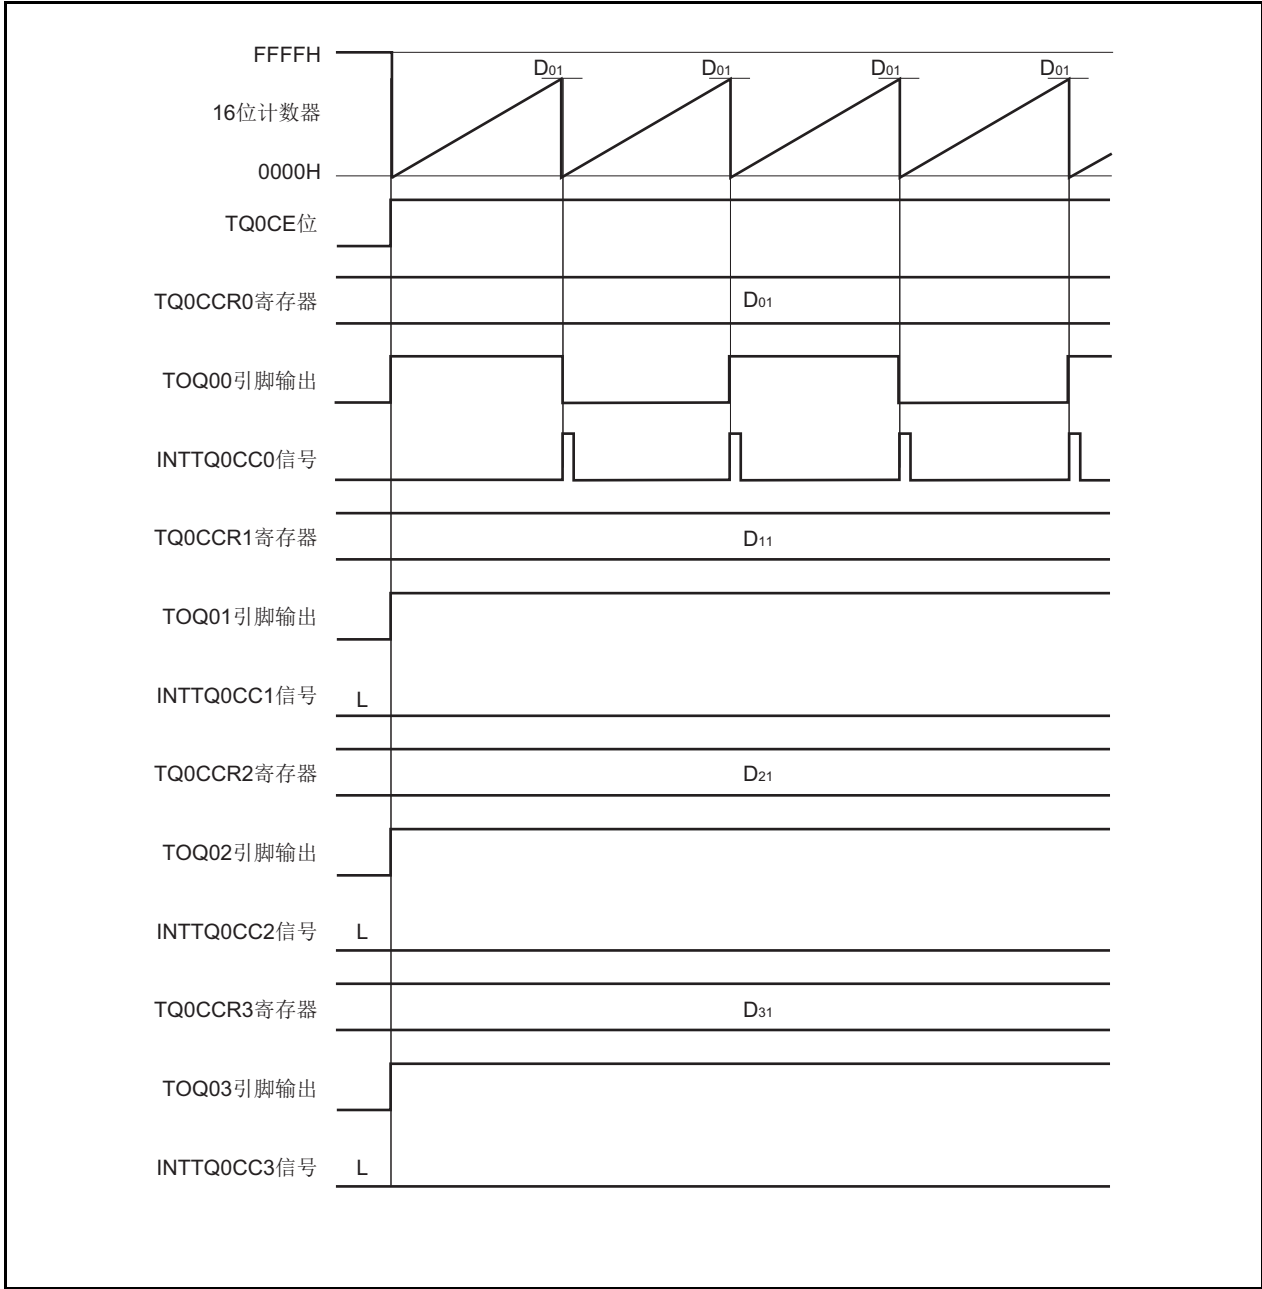 FFFFH
D01 D01 D01 D01
16位计数器
0000H
TQ0CE位
TQ0CCR0寄存器 D01
TOQ00引脚输出
INTTQ0CC0信号
TQ0CCR1寄存器 D11
TOQ01引脚输出
INTTQ0CC1信号 L
TQ0CCR2寄存器 D21
TOQ02引脚输出
INTTQ0CC2信号 L
TQ0CCR3寄存器 D31
TOQ03引脚输出
INTTQ0CC3信号 L